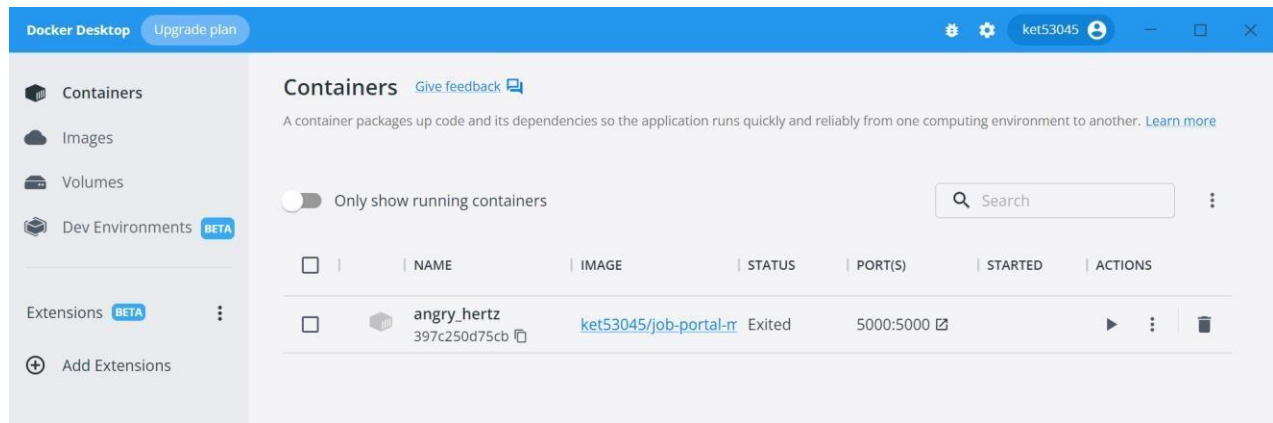 Docker Desktop Upgrade plan ket53045
Containers
Images
Volumes
Dev Environments BETA
Extensions BETA
Add Extensions
Containers Give feedback
A container packages up code and its dependencies so the application runs quickly and reliably from one computing environment to another. Learn more
Only show running containers
Search
NAME IMAGE STATUS PORT(S) STARTED ACTIONS
angry_hertz ket53045/job-portal-m Exited 5000:5000
397c250d75cb